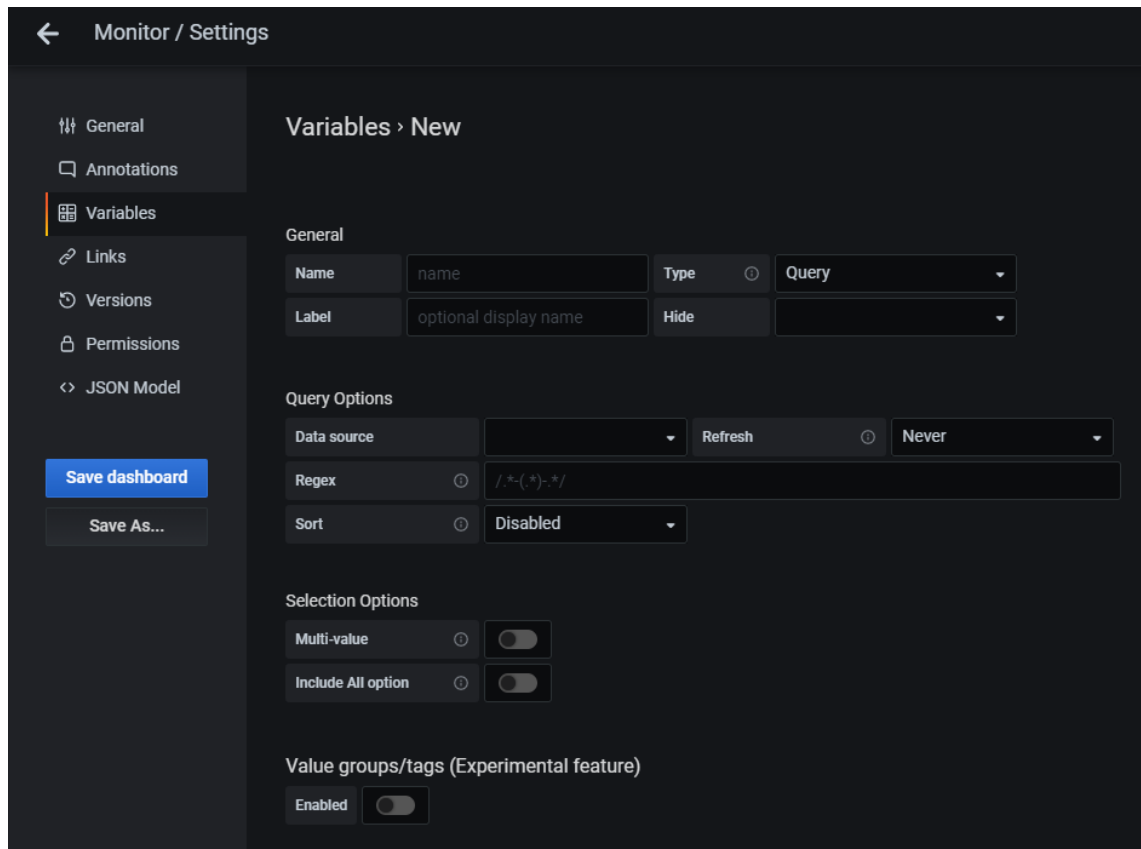 Monitor / Settings
General
Annotations
Variables
Links
Versions
Permissions
JSON Model
Save dashboard
Save As...
Variables › New
General
Name name Type Query
Label optional display name Hide
Query Options
Data source Refresh Never
Regex /.*-(.*)-.*/
Sort Disabled
Selection Options
Multi-value
Include All option
Value groups/tags (Experimental feature)
Enabled